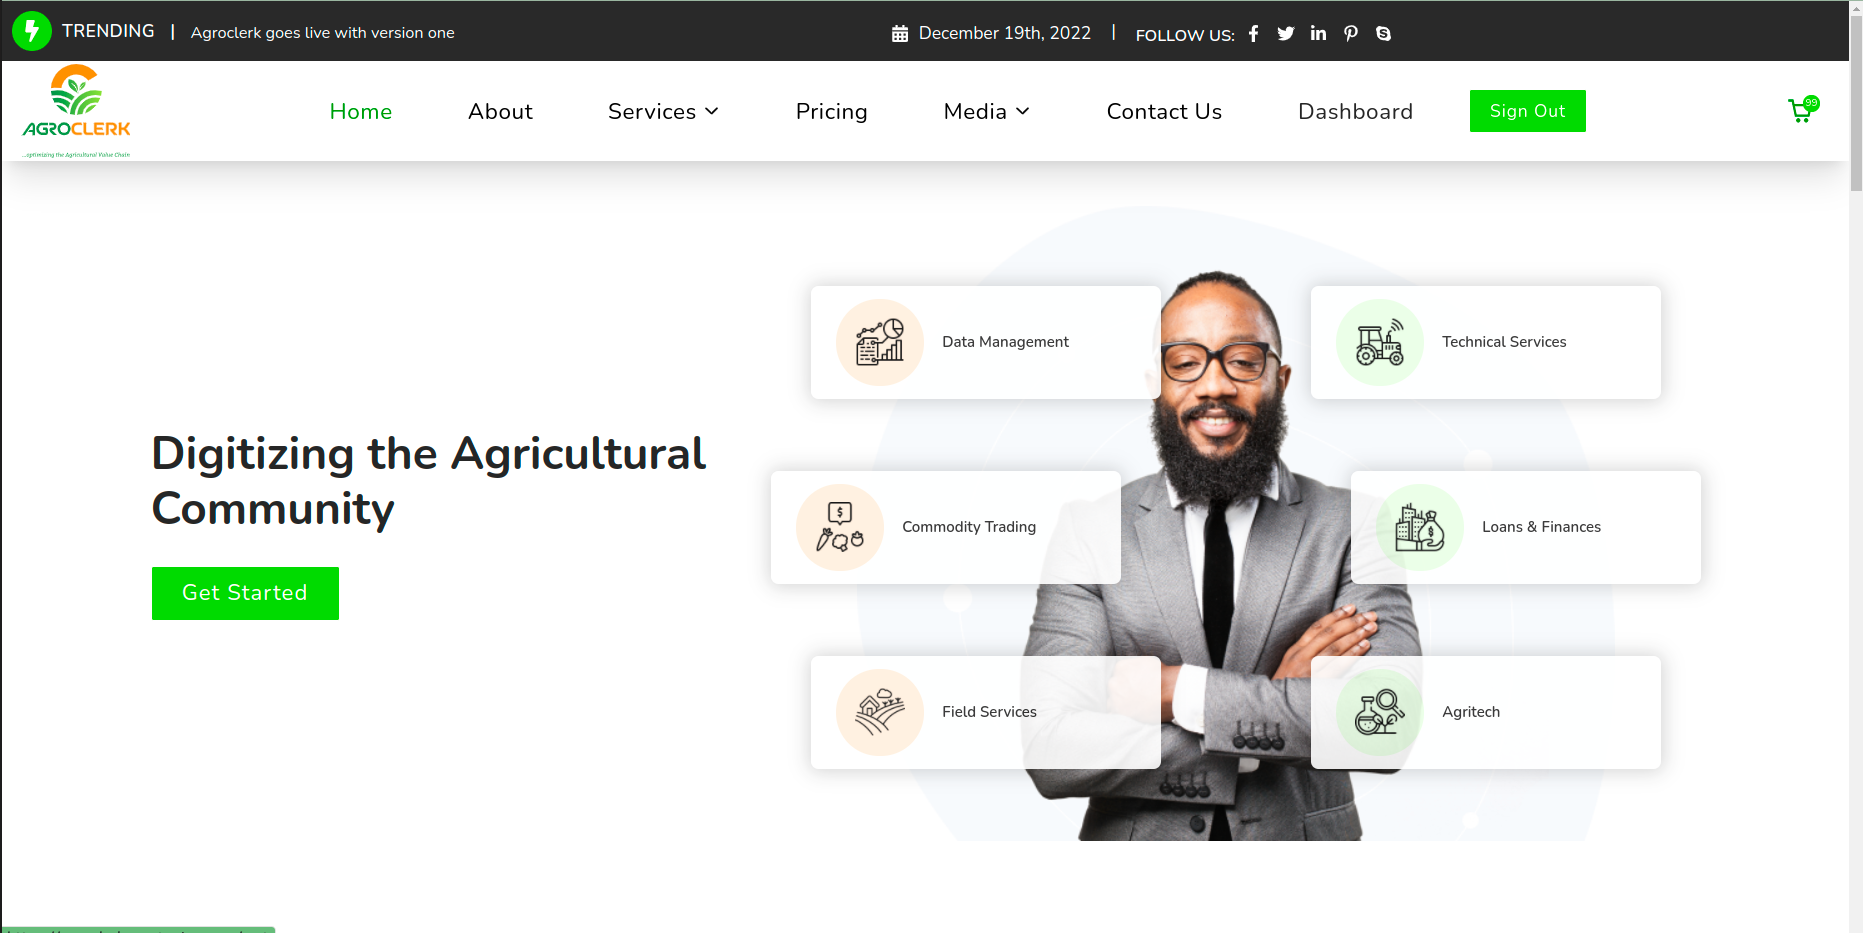 TRENDING | Agroclerk goes live with version one
December 19th, 2022 | FOLLOW US:
AGROCLERK
...optimizing the Agricultural Value Chain
Home
About
Services
Pricing
Media
Contact Us
Dashboard
Sign Out
99
Digitizing the Agricultural
Community
Get Started
Data Management
Technical Services
Commodity Trading
Loans & Finances
Field Services
Agritech